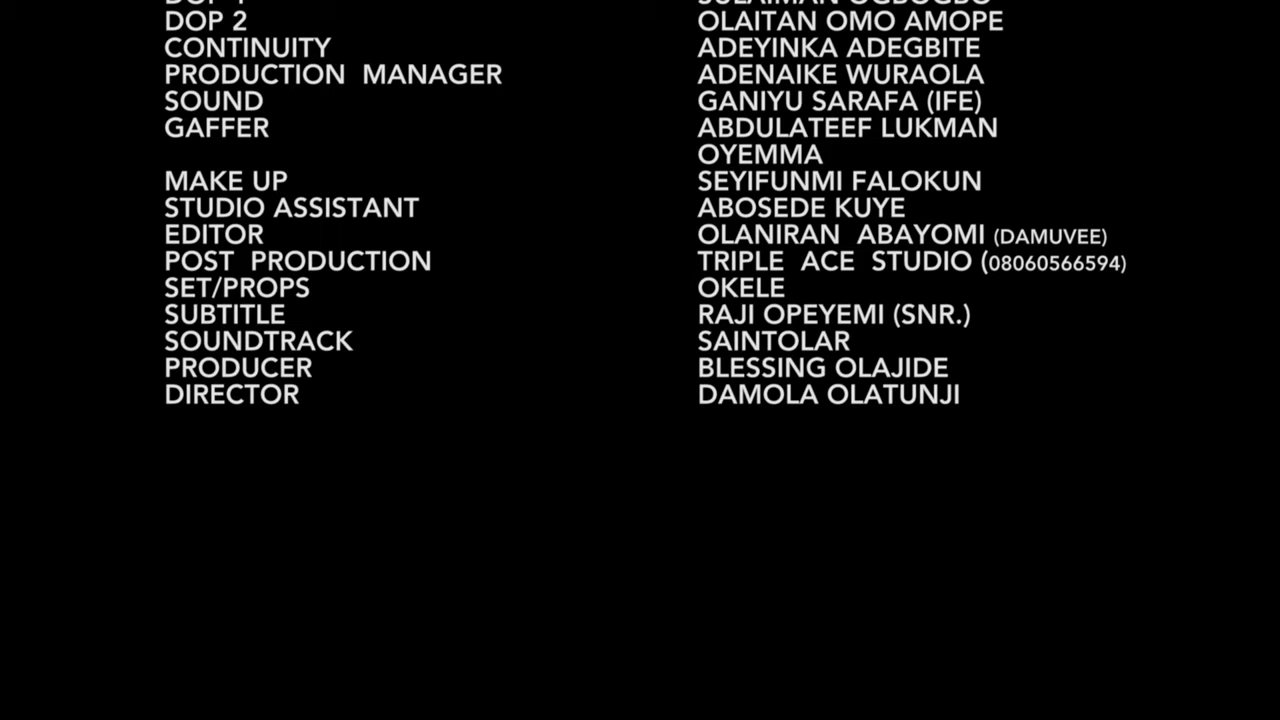 DOP 2 OLAITAN OMO AMOPE
CONTINUITY ADEYINKA ADEGBITE
PRODUCTION MANAGER ADENAIKE WURAOLA
SOUND GANIYU SARAFA (IFE)
GAFFER ABDULATEEF LUKMAN
OYEMMA
MAKE UP SEYIFUNMI FALOKUN
STUDIO ASSISTANT ABOSEDE KUYE
EDITOR OLANIRAN ABAYOMI (DAMUVEE)
POST PRODUCTION TRIPLE ACE STUDIO (08060566594)
SET/PROPS OKELE
SUBTITLE RAJI OPEYEMI (SNR.)
SOUNDTRACK SAINTOLAR
PRODUCER BLESSING OLAJIDE
DIRECTOR DAMOLA OLATUNJI